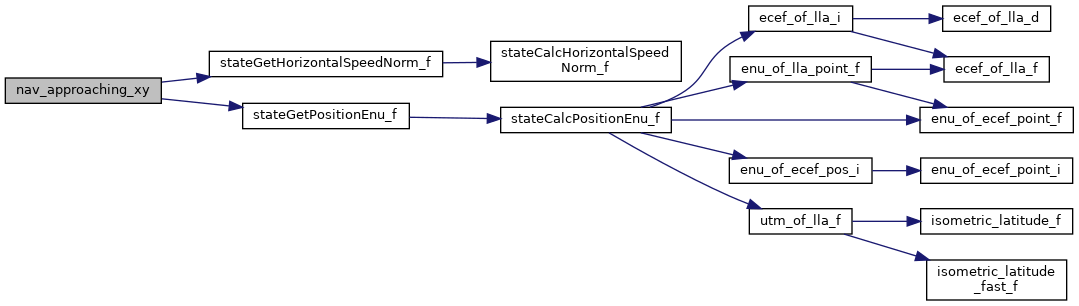 nav_approaching_xy
stateGetHorizontalSpeedNorm_f
stateGetPositionEnu_f
stateCalcHorizontalSpeed
Norm_f
stateCalcPositionEnu_f
ecef_of_lla_i
enu_of_lla_point_f
enu_of_ecef_pos_i
utm_of_lla_f
ecef_of_lla_d
ecef_of_lla_f
enu_of_ecef_point_f
enu_of_ecef_point_i
isometric_latitude_f
isometric_latitude
_fast_f